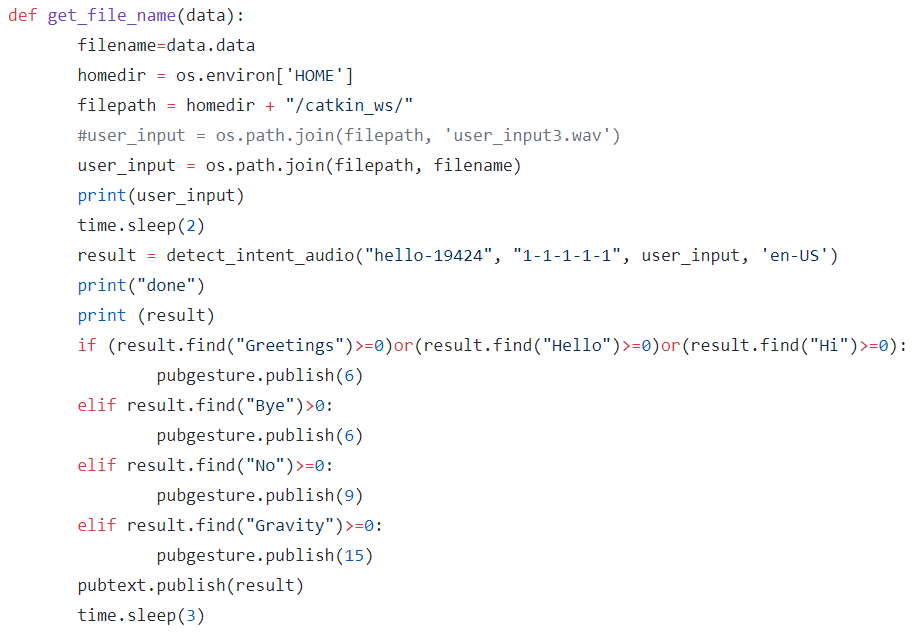 def get_file_name(data):
filename=data.data
homedir = os.environ['HOME']
filepath = homedir + "/catkin_ws/"
#user_input = os.path.join(filepath, 'user_input3.wav')
user_input = os.path.join(filepath, filename)
print(user_input)
time.sleep(2)
result = detect_intent_audio("hello-19424", "1-1-1-1-1", user_input, 'en-US')
print("done")
print (result)
if (result.find("Greetings")>=0)or(result.find("Hello")>=0)or(result.find("Hi")>=0):
pubgesture.publish(6)
elif result.find("Bye")>0:
pubgesture.publish(6)
elif result.find("No")>=0:
pubgesture.publish(9)
elif result.find("Gravity")>=0:
pubgesture.publish(15)
pubtext.publish(result)
time.sleep(3)